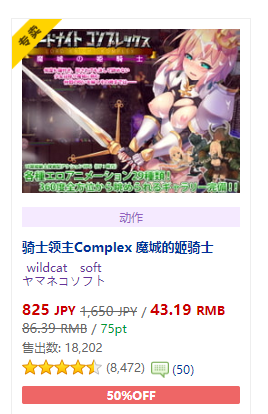 专卖
ードナイト コンプレックス
魔城の姫騎士
各種エロアニメーション29種類!
360度全方位から眺められるギャラリー完備!!
动作
骑士领主Complex 魔城的姬骑士
wildcat soft
ヤマネコソフト
825 JPY 1,650 JPY / 43.19 RMB
86.39 RMB / 75pt
售出数: 18,202
(8,472) (50)
50%OFF